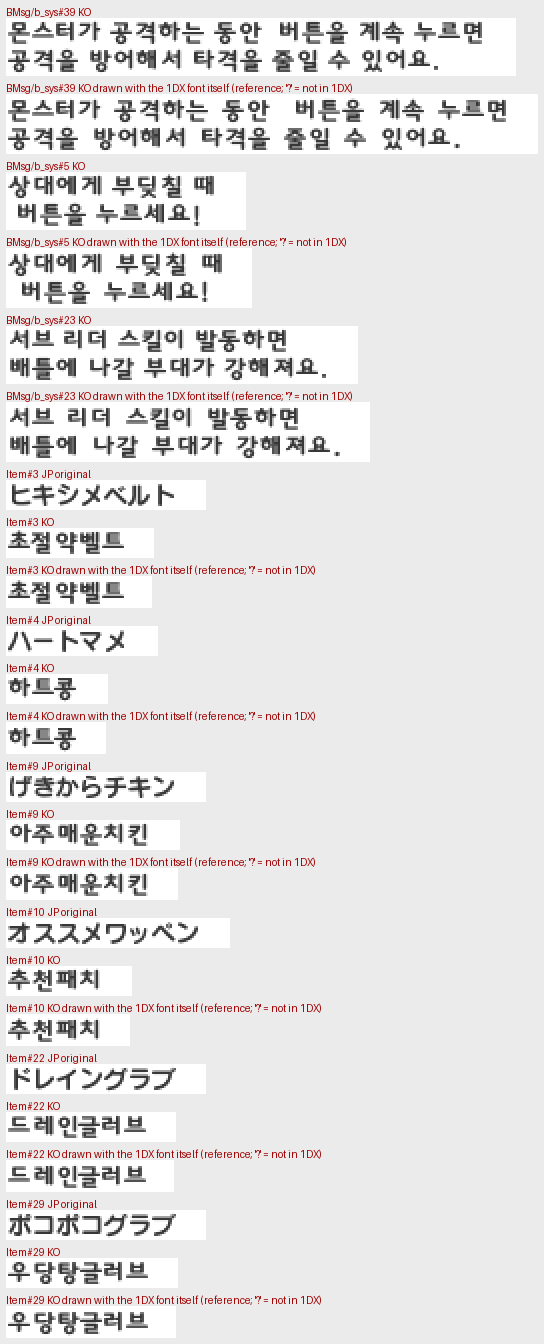 BMsg/b_sys#39 KO
몬스터가 공격하는 동안 버튼을 계속 누르면
공격을 방어해서 타격을 줄일 수 있어요.
BMsg/b_sys#39 KO drawn with the 1DX font itself (reference; '?' = not in 1DX)
몬스터가 공격하는 동안 버튼을 계속 누르면
공격을 방어해서 타격을 줄일 수 있어요.
BMsg/b_sys#5 KO
상대에게 부딪칠 때
버튼을 누르세요!
BMsg/b_sys#5 KO drawn with the 1DX font itself (reference; '?' = not in 1DX)
상대에게 부딪칠 때
버튼을 누르세요!
BMsg/b_sys#23 KO
서브 리더 스킬이 발동하면
배틀에 나갈 부대가 강해져요.
BMsg/b_sys#23 KO drawn with the 1DX font itself (reference; '?' = not in 1DX)
서브 리더 스킬이 발동하면
배틀에 나갈 부대가 강해져요.
Item#3 JP original
ヒキシメベルト
Item#3 KO
초절약벨트
Item#3 KO drawn with the 1DX font itself (reference; '?' = not in 1DX)
초절약벨트
Item#4 JP original
ハートマメ
Item#4 KO
하트콩
Item#4 KO drawn with the 1DX font itself (reference; '?' = not in 1DX)
하트콩
Item#9 JP original
げきからチキン
Item#9 KO
아주매운치킨
Item#9 KO drawn with the 1DX font itself (reference; '?' = not in 1DX)
아주매운치킨
Item#10 JP original
オススメワッペン
Item#10 KO
추천패치
Item#10 KO drawn with the 1DX font itself (reference; '?' = not in 1DX)
추천패치
Item#22 JP original
ドレイングラブ
Item#22 KO
드레인글러브
Item#22 KO drawn with the 1DX font itself (reference; '?' = not in 1DX)
드레인글러브
Item#29 JP original
ポコポコグラブ
Item#29 KO
우당탕글러브
Item#29 KO drawn with the 1DX font itself (reference; '?' = not in 1DX)
우당탕글러브